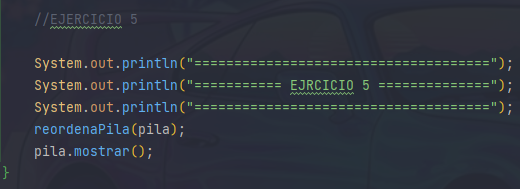 //EJERCICIO 5
System.out.println("=====================================");
System.out.println("=========== EJRCICIO 5 ==============");
System.out.println("=====================================");
reordenaPila(pila);
pila.mostrar();
}